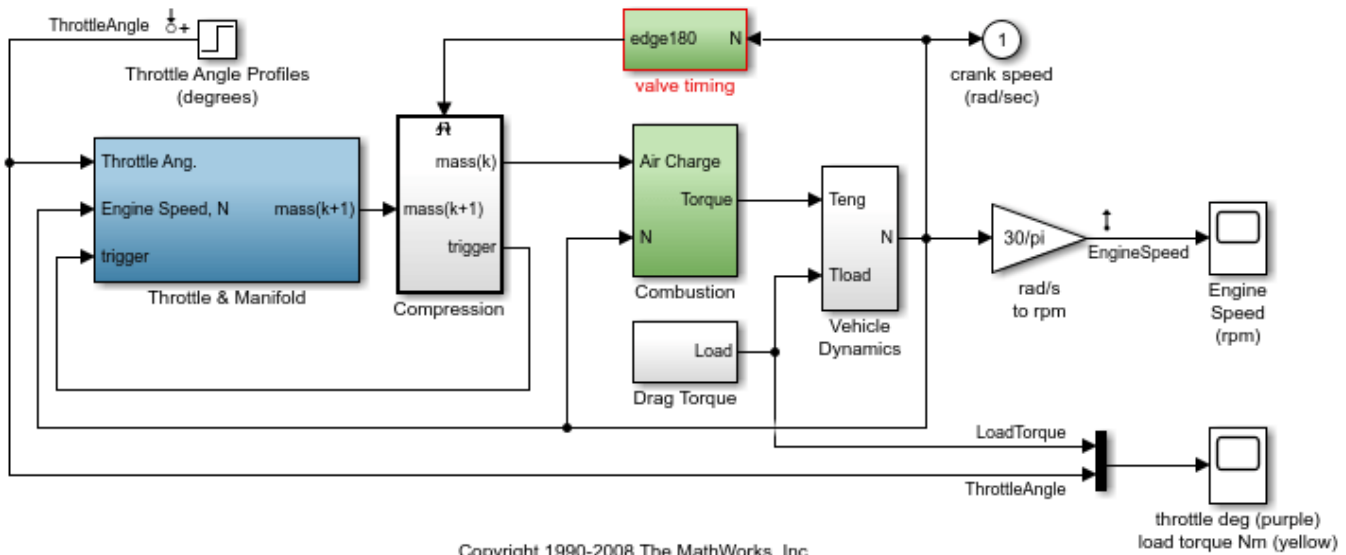 ThrottleAngle
Throttle Angle Profiles
(degrees)
edge180 N
valve timing
1
crank speed
(rad/sec)
Throttle Ang.
Engine Speed, N
mass(k+1)
trigger
Throttle & Manifold
mass(k)
mass(k+1)
trigger
Compression
Air Charge
Torque
N
Combustion
Teng
N
Tload
Vehicle
Dynamics
Load
Drag Torque
30/pi
rad/s
to rpm
EngineSpeed
Engine
Speed
(rpm)
LoadTorque
ThrottleAngle
throttle deg (purple)
load torque Nm (yellow)
Copyright 1990-2008 The MathWorks, Inc